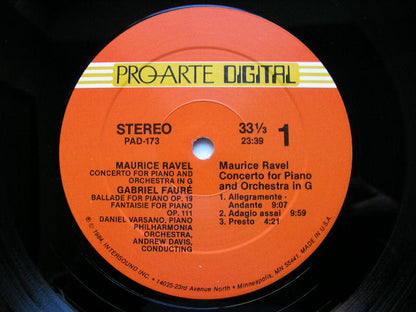 PRO ARTE DIGITAL
STEREO
PAD-173
33 1/3
23:39
1
MAURICE RAVEL
CONCERTO FOR PIANO AND
ORCHESTRA IN G
GABRIEL FAURÉ
BALLADE FOR PIANO OP. 19
FANTAISIE FOR PIANO
OP. 111
DANIEL VARSANO, PIANO
PHILHARMONIA
ORCHESTRA,
ANDREW DAVIS,
CONDUCTING
Maurice Ravel
Concerto for Piano
and Orchestra in G
1. Allegramente -
Andante 9:07
2. Adagio assai 9:59
3. Presto 4:21
℗ © 1984, INTERSOUND INC. • 14025-23rd Avenue North • Minneapolis, MN 55441. MADE IN U.S.A.